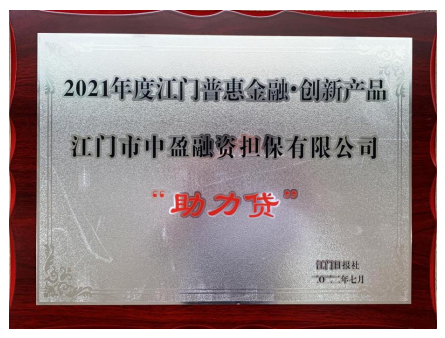 2021年度江门普惠金融·创新产品
江门市中盈融资担保有限公司
“助力贷”
江门日报社
二〇二二年七月